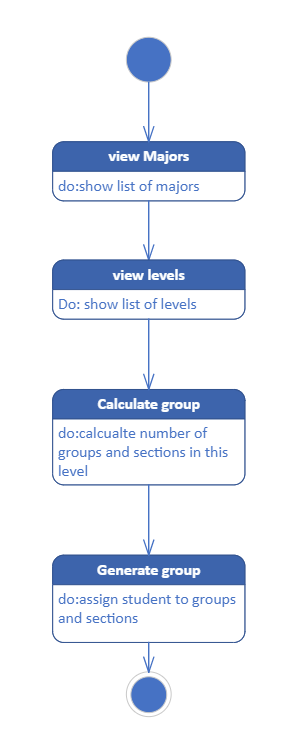 view Majors
do:show list of majors
view levels
Do: show list of levels
Calculate group
do:calcualte number of
groups and sections in this
level
Generate group
do:assign student to groups
and sections